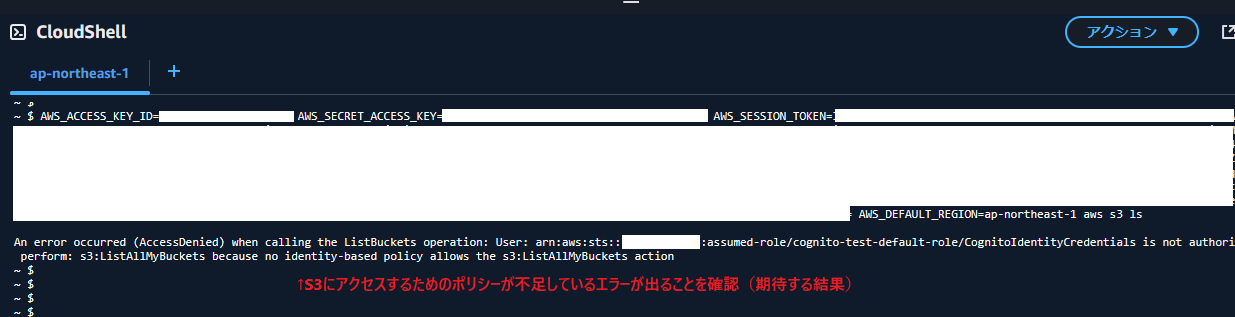 CloudShell
アクション ▼
ap-northeast-1 +
~ $ AWS_ACCESS_KEY_ID= AWS_SECRET_ACCESS_KEY= AWS_SESSION_TOKEN=
= AWS_DEFAULT_REGION=ap-northeast-1 aws s3 ls
An error occurred (AccessDenied) when calling the ListBuckets operation: User: arn:aws:sts:: :assumed-role/cognito-test-default-role/CognitoIdentityCredentials is not authori
perform: s3:ListAllMyBuckets because no identity-based policy allows the s3:ListAllMyBuckets action
~ $
~ $ ↑S3にアクセスするためのポリシーが不足しているエラーが出ることを確認（期待する結果）
~ $
~ $